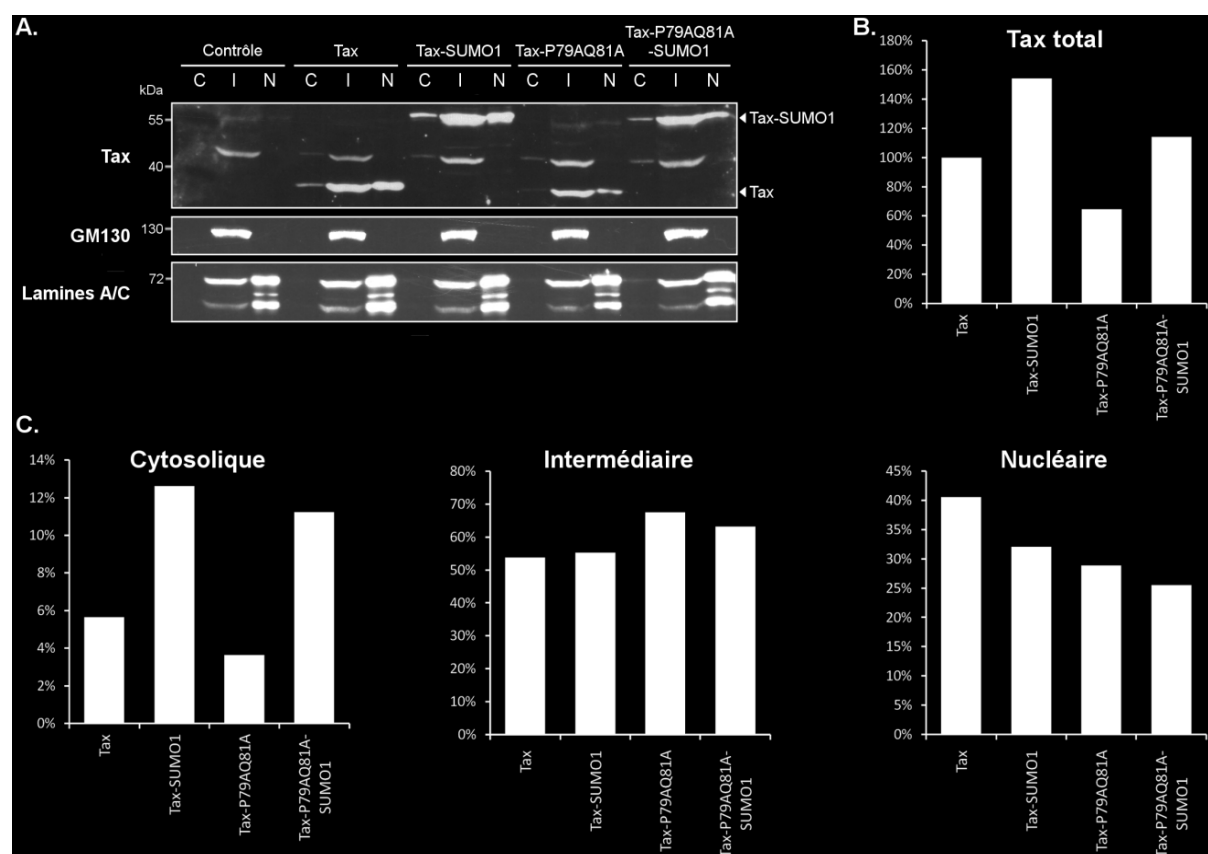 A.
Contrôle
Tax
Tax-SUMO1
Tax-P79AQ81A
Tax-P79AQ81A
-SUMO1
C I N C I N C I N C I N C I N
kDa
55
Tax-SUMO1
Tax
40
Tax
GM130
130
Lamines A/C
72
B.
Tax total
180%
160%
140%
120%
100%
80%
60%
40%
20%
0%
Tax
Tax-SUMO1
Tax-P79AQ81A
Tax-P79AQ81A-
SUMO1
C.
Cytosolique
14%
12%
10%
8%
6%
4%
2%
0%
Tax
Tax-SUMO1
Tax-P79AQ81A
Tax-P79AQ81A-
SUMO1
Intermédiaire
80%
70%
60%
50%
40%
30%
20%
10%
0%
Tax
Tax-SUMO1
Tax-P79AQ81A
Tax-P79AQ81A-
SUMO1
Nucléaire
45%
40%
35%
30%
25%
20%
15%
10%
5%
0%
Tax
Tax-SUMO1
Tax-P79AQ81A
Tax-P79AQ81A-
SUMO1